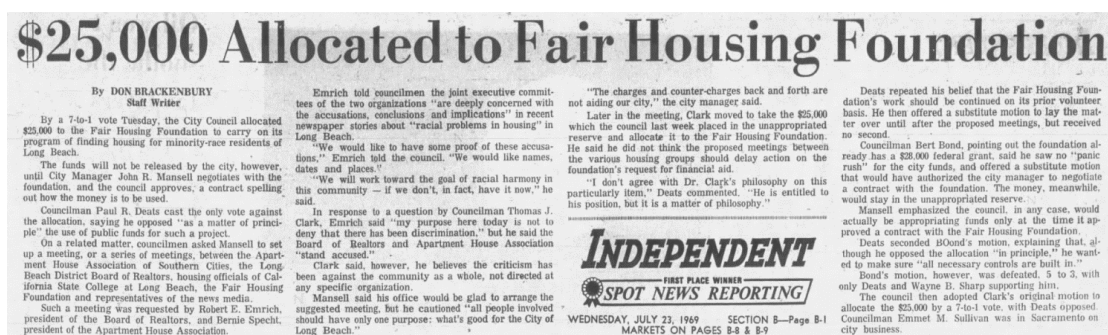 $25,000 Allocated to Fair Housing Foundation
By DON BRACKENBURY
Staff Writer
By a 7-to-1 vote Tuesday, the City Council allocated
$25,000 to the Fair Housing Foundation to carry on its
program of finding housing for minority-race residents of
Long Beach.
The funds will not be released by the city, however,
until City Manager John R. Mansell negotiates with the
foundation, and the council approves, a contract spelling
out how the money is to be used.
Councilman Paul R. Deats cast the only vote against
the allocation, saying he opposed "as a matter of princi-
ple" the use of public funds for such a project.
On a related matter, councilmen asked Mansell to set
up a meeting, or a series of meetings, between the Apart-
ment House Association of Southern Cities, the Long
Beach District Board of Realtors, housing officials of Cal-
ifornia State College at Long Beach, the Fair Housing
Foundation and representatives of the news media.
Such a meeting was requested by Robert E. Emrich,
president of the Board of Realtors, and Bernie Specht,
president of the Apartment House Association.
Emrich told councilmen the joint executive commit-
tees of the two organizations "are deeply concerned with
the accusations, conclusions and implications" in recent
newspaper stories about "racial problems in housing" in
Long Beach.
"We would like to have some proof of these accusa-
tions," Emrich told the council. "We would like names,
dates and places."
"We will work toward the goal of racial harmony in
this community — if we don't, in fact, have it now," he
said.
In response to a question by Councilman Thomas J.
Clark, Emrich said "my purpose here today is not to
deny that there has been discrimination," but he said the
Board of Realtors and Apartment House Association
"stand accused."
Clark said, however, he believes the criticism has
been against the community as a whole, not directed at
any specific organization.
Mansell said his office would be glad to arrange the
suggested meeting, but he cautioned "all people involved
should have only one purpose: what's good for the City of
Long Beach."
"The charges and counter-charges back and forth are
not aiding our city," the city manager said.
Later in the meeting, Clark moved to take the $25,000
which the council last week placed in the unappropriated
reserve and allocate it to the Fair Housing Foundation.
He said he did not think the proposed meetings between
the various housing groups should delay action on the
foundation's request for financial aid.
"I don't agree with Dr. Clark's philosophy on this
particularly item," Deats commented. "He is entitled to
his position, but it is a matter of philosophy."
INDEPENDENT
FIRST PLACE WINNER
SPOT NEWS REPORTING
WEDNESDAY, JULY 23, 1969 SECTION B—Page B-1
MARKETS ON PAGES B-8 & B-9
Deats repeated his belief that the Fair Housing Foun-
dation's work should be continued on its prior volunteer
basis. He then offered a substitute motion to lay the mat-
ter over until after the proposed meetings, but received
no second.
Councilman Bert Bond, pointing out the foundation al-
ready has a $28,000 federal grant, said he saw no "panic
rush" for the city funds, and offered a substitute motion
that would have authorized the city manager to negotiate
a contract with the foundation. The money, meanwhile,
would stay in the unappropriated reserve.
Mansell emphasized the council, in any case, would
actually be appropriating funds only at the time it ap-
proved a contract with the Fair Housing Foundation.
Deats seconded BOond's motion, explaining that, al-
though he opposed the allocation "in principle," he want-
ed to make sure "all necessary controls are built in."
Bond's motion, however, was defeated, 5 to 3, with
only Deats and Wayne B. Sharp supporting him.
The council then adopted Clark's original motion to
allocate the $25,000 by a 7-to-1 vote, with Deats opposed.
Councilman Emmet M. Sullivan was in Sacramento on
city business.